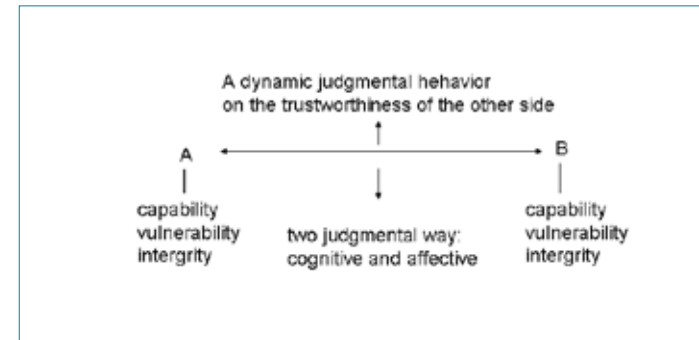 A dynamic judgmental hehavior
on the trustworthiness of the other side
A
B
capability
vulnerability
intergrity
two judgmental way:
cognitive and affective
capability
vulnerability
intergrity